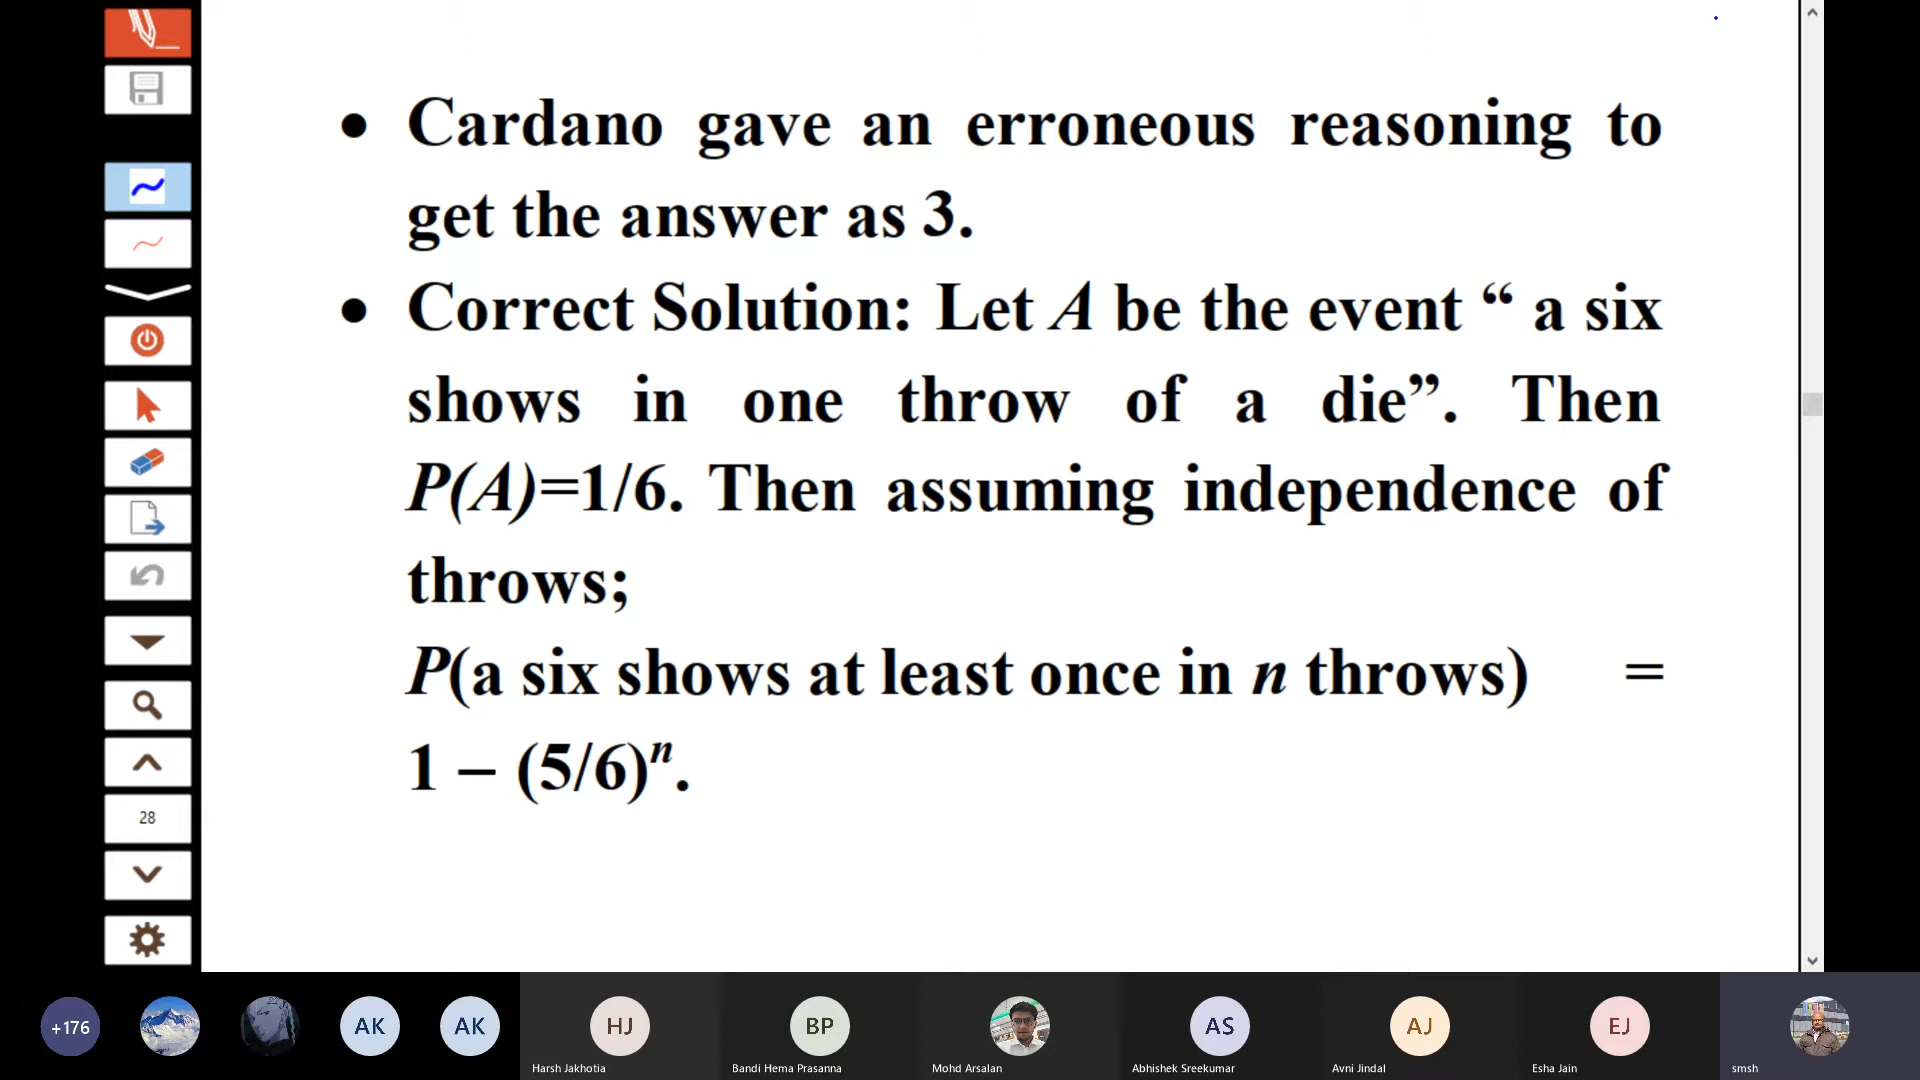 • Cardano gave an erroneous reasoning to
get the answer as 3.
• Correct Solution: Let A be the event “ a six
shows in one throw of a die”. Then
P(A)=1/6. Then assuming independence of
throws;
P(a six shows at least once in n throws) =
1 – (5/6)ⁿ.
28
+176
AK
AK
HJ
BP
AS
AJ
EJ
Harsh Jakhotia
Bandi Hema Prasanna
Mohd Arsalan
Abhishek Sreekumar
Avni Jindal
Esha Jain
smsh